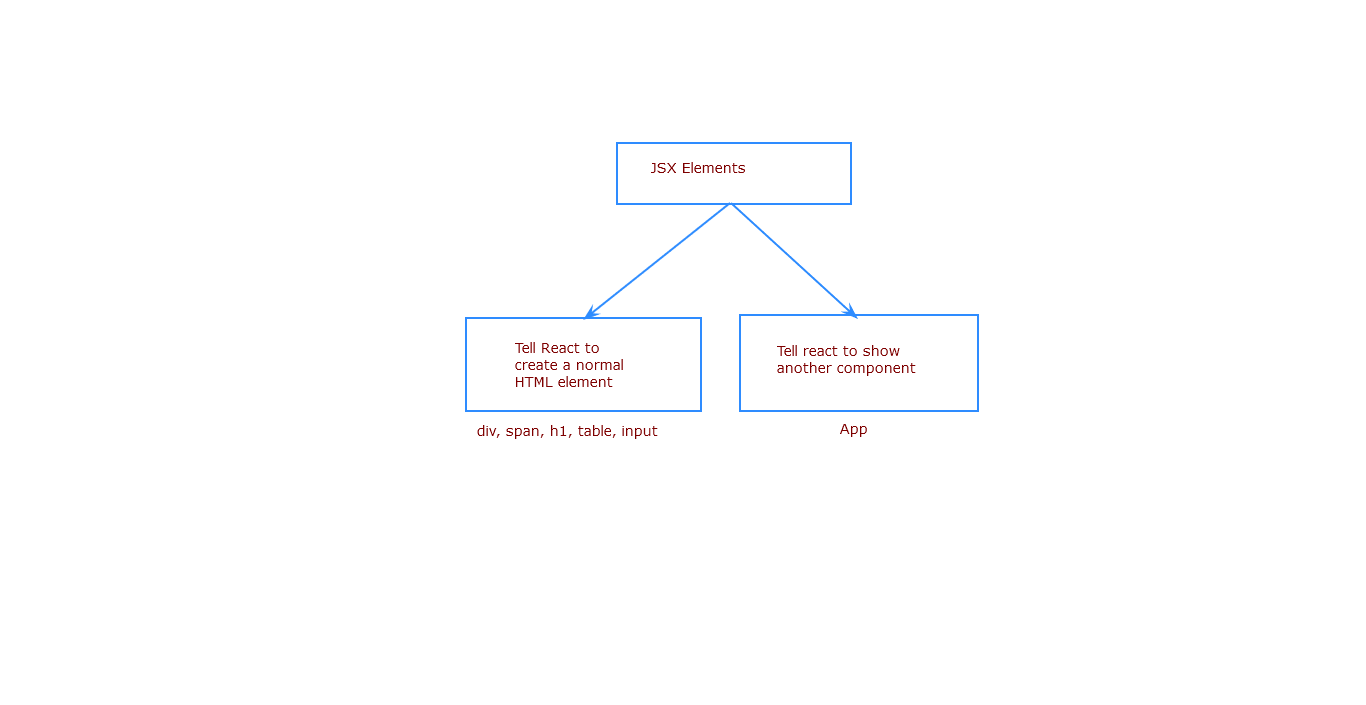 JSX Elements
Tell React to
create a normal
HTML element
Tell react to show
another component
div, span, h1, table, input
App